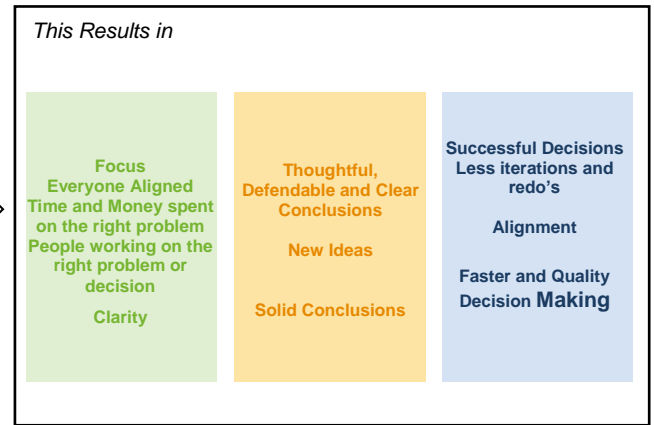 This Results in
Focus
Everyone Aligned
Time and Money spent
on the right problem
People working on the
right problem or
decision
Clarity
Thoughtful,
Defendable and Clear
Conclusions
New Ideas
Solid Conclusions
Successful Decisions
Less iterations and
redo's
Alignment
Faster and Quality
Decision Making